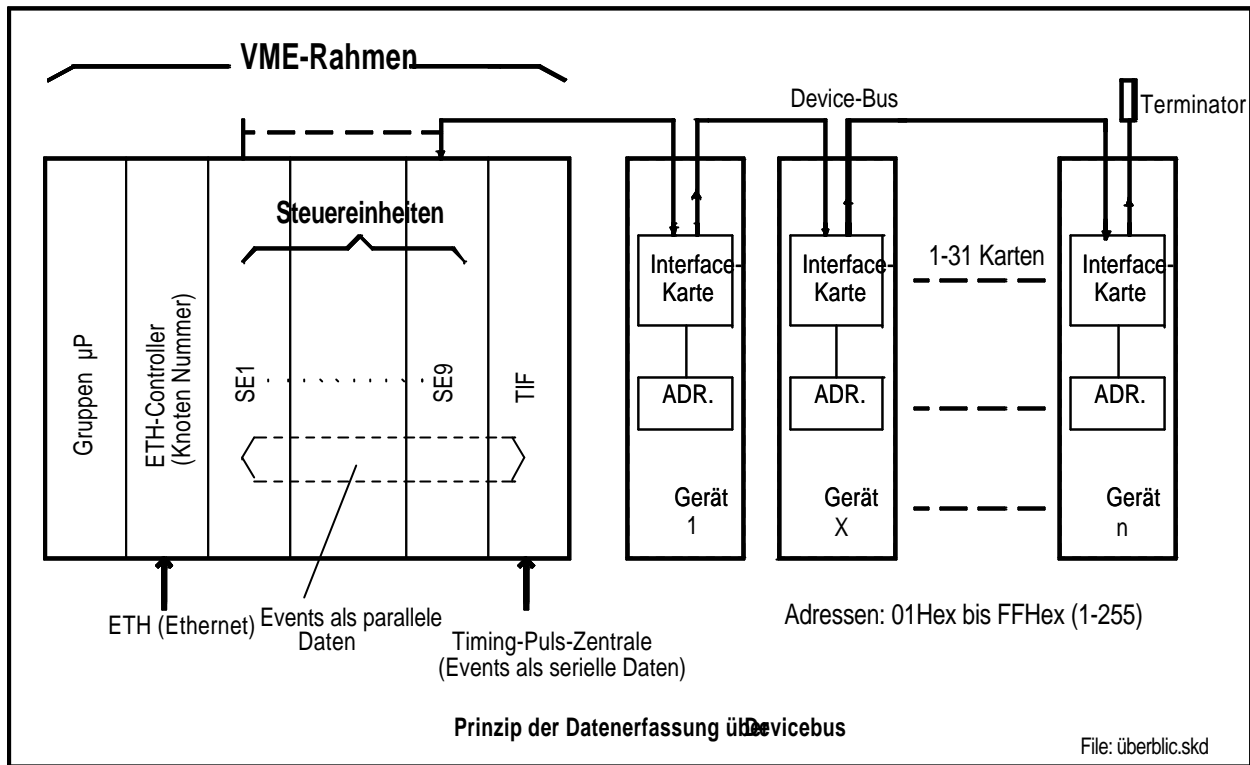 VME-Rahmen
Device-Bus
Terminator
Steuereinheiten
Gruppen µP
ETH-Controller
(Knoten Nummer)
SE1
SE9
TIF
Interface-
Karte
ADR.
Gerät
1
Interface-
Karte
ADR.
Gerät
X
1-31 Karten
Interface-
Karte
ADR.
Gerät
n
ETH (Ethernet)
Events als parallele
Daten
Timing-Puls-Zentrale
(Events als serielle Daten)
Adressen: 01Hex bis FFHex (1-255)
Prinzip der Datenerfassung über Devicebus
File: überblic.skd